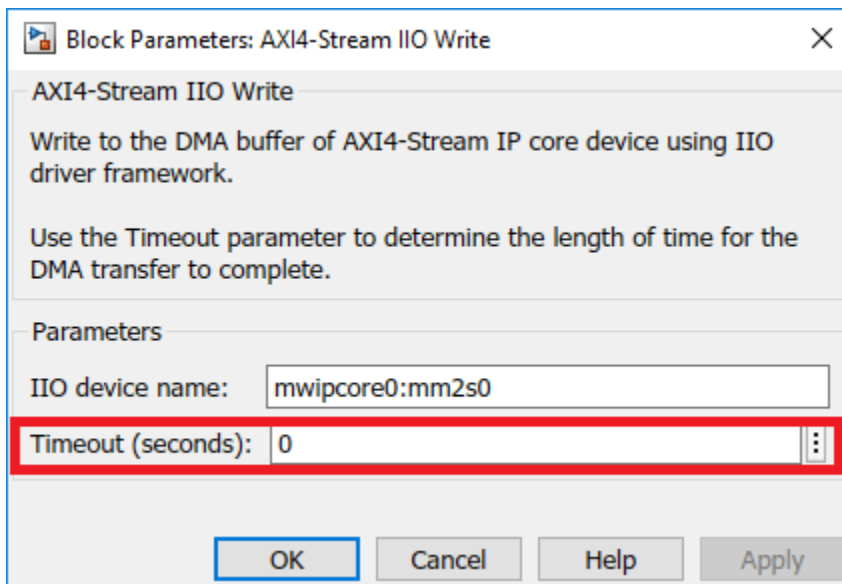 Block Parameters: AXI4-Stream IIO Write
AXI4-Stream IIO Write
Write to the DMA buffer of AXI4-Stream IP core device using IIO
driver framework.
Use the Timeout parameter to determine the length of time for the
DMA transfer to complete.
Parameters
IIO device name: mwipcore0:mm2s0
Timeout (seconds): 0
OK Cancel Help Apply